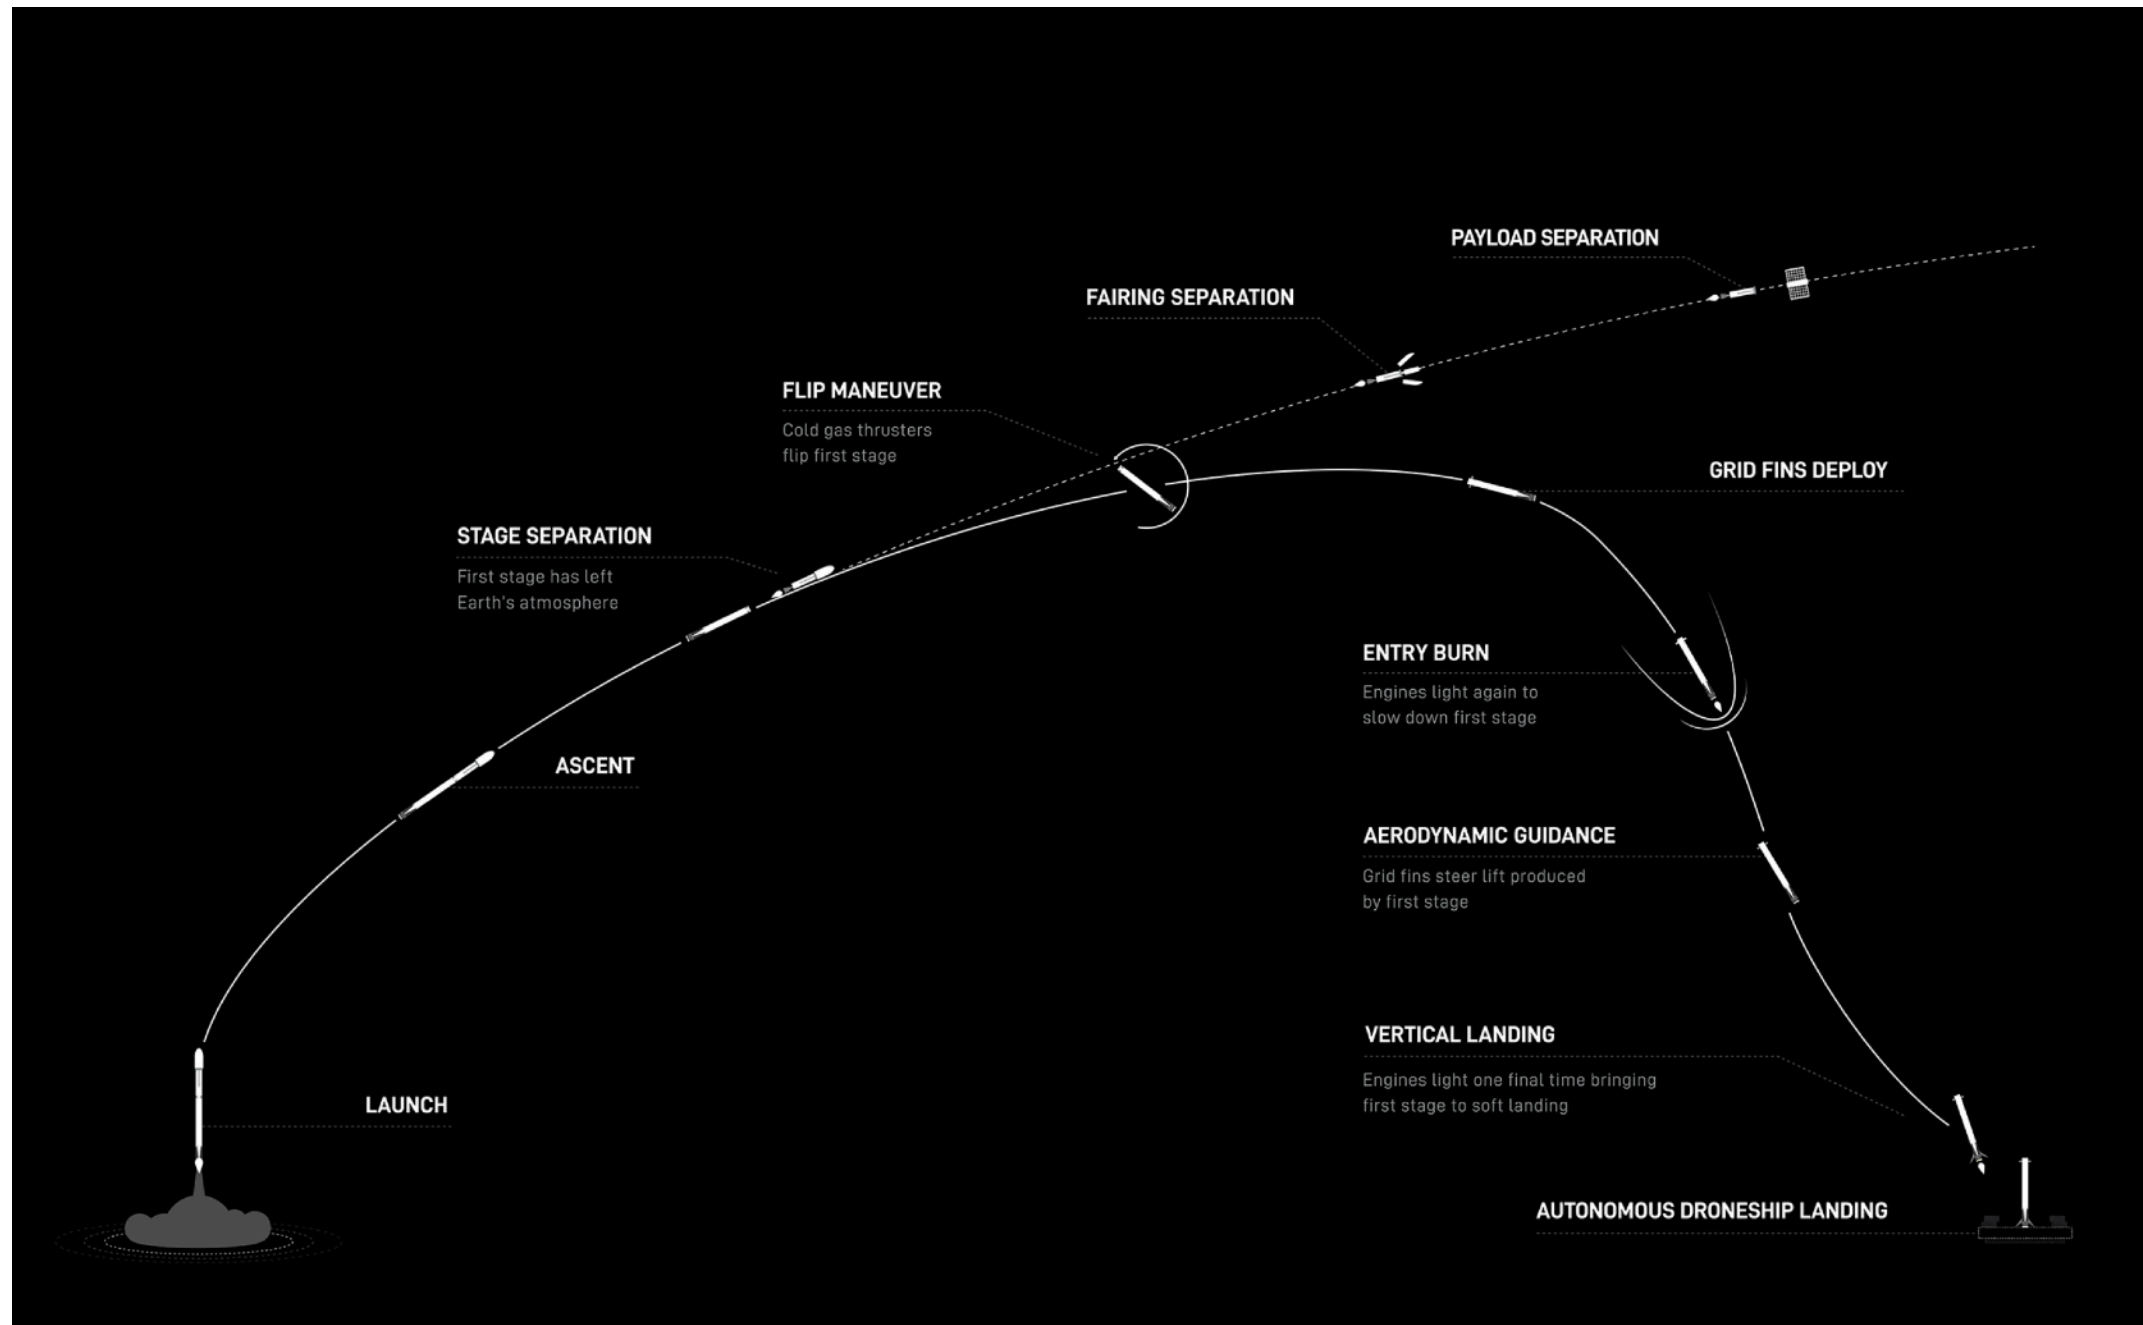 PAYLOAD SEPARATION
FAIRING SEPARATION
FLIP MANEUVER
Cold gas thrusters
flip first stage
GRID FINS DEPLOY
STAGE SEPARATION
First stage has left
Earth's atmosphere
ENTRY BURN
Engines light again to
slow down first stage
ASCENT
AERODYNAMIC GUIDANCE
Grid fins steer lift produced
by first stage
VERTICAL LANDING
Engines light one final time bringing
first stage to soft landing
LAUNCH
AUTONOMOUS DRONESHIP LANDING